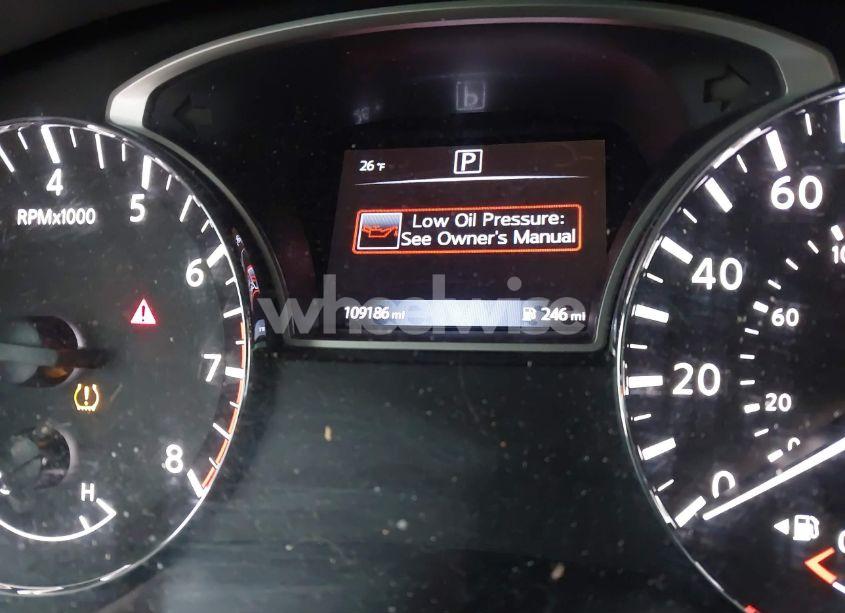 26 °F
P
Low Oil Pressure:
See Owner's Manual
109186 mi
246 mi
wheelwise
4
5
6
7
8
RPMx1000
H
60
40
20
0
60
20
0